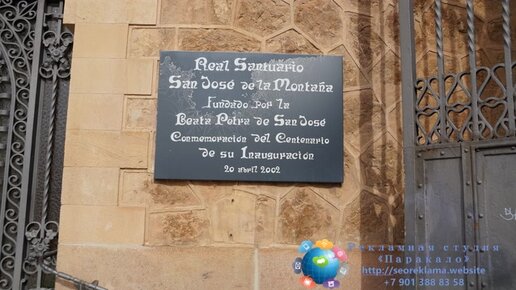 Real Santuario
San José de la Montaña
fundado por la
Beata Petra de San José
Conmemoración del Centenario
de su Inauguración
20 abril 2002
Рекламная студия
«Паракало»
http://seoreklama.website
+7 901 388 83 58